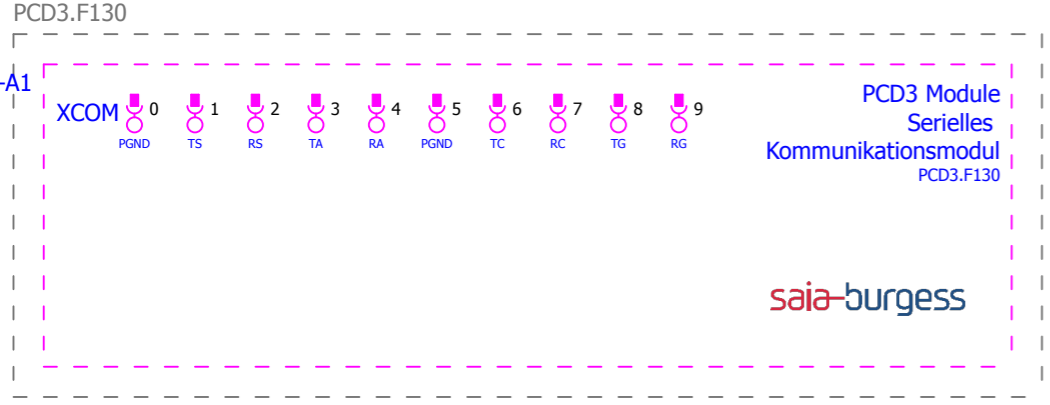 PCD3.F130
-A1
XCOM
0 1 2 3 4 5 6 7 8 9
PGND TS RS TA RA PGND TC RC TG RG
PCD3 Module
Serielles
Kommunikationsmodul
PCD3.F130
saia-burgess